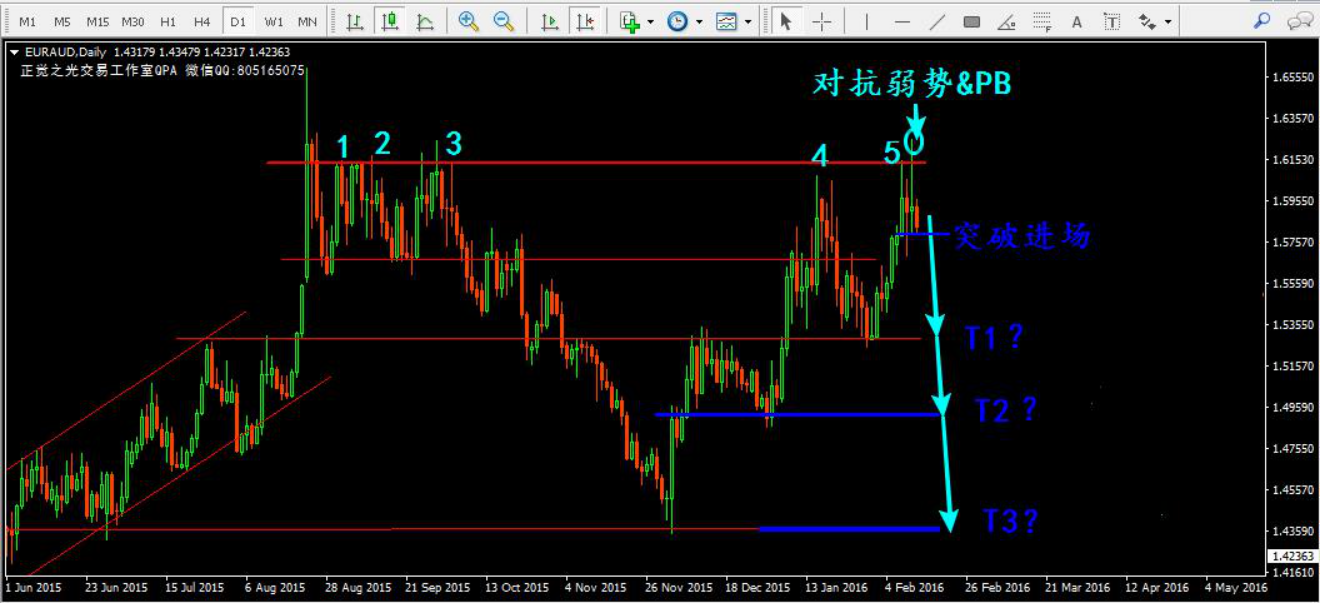 M1 M5 M15 M30 H1 H4 D1 W1 MN
EURAUD,Daily 1.43179 1.43479 1.42317 1.42363
正觉之光交易工作室QPA 微信QQ:805165075
对抗弱势&PB
1 2 3 4 5
突破进场
T1？
T2？
T3?
1.65550
1.63570
1.61530
1.59550
1.57570
1.55590
1.53550
1.51570
1.49590
1.47550
1.45570
1.43590
1.42363
1.41610
1 Jun 2015 23 Jun 2015 15 Jul 2015 6 Aug 2015 28 Aug 2015 21 Sep 2015 13 Oct 2015 4 Nov 2015 26 Nov 2015 18 Dec 2015 13 Jan 2016 4 Feb 2016 26 Feb 2016 21 Mar 2016 12 Apr 2016 4 May 2016